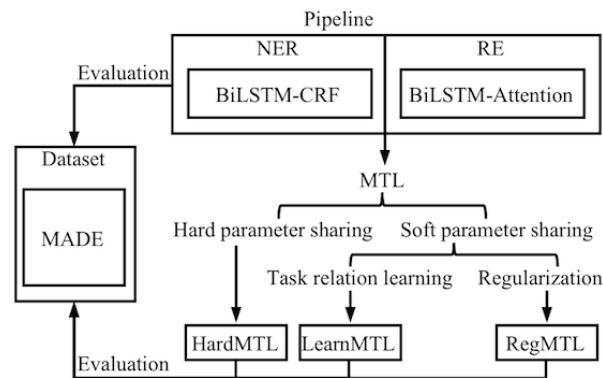 Pipeline
NER
RE
Evaluation
BiLSTM-CRF
BiLSTM-Attention
Dataset
MADE
MTL
Hard parameter sharing
Soft parameter sharing
Task relation learning
Regularization
HardMTL
LearnMTL
RegMTL
Evaluation